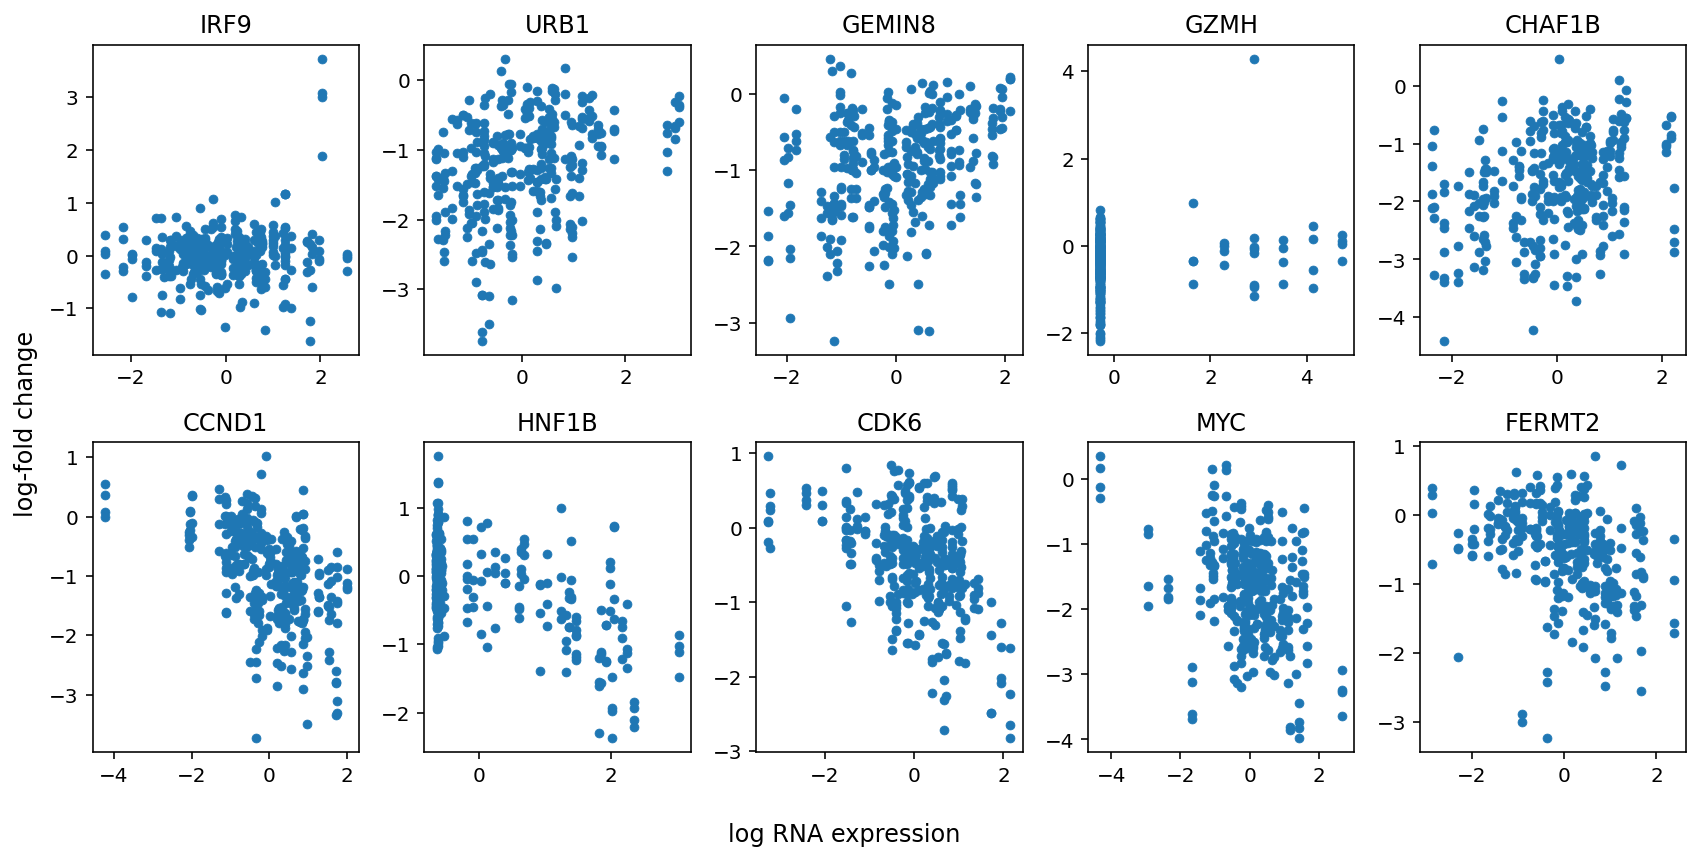 IRF9 URB1 GEMIN8 GZMH CHAF1B
3 2 1 0 −1
−2 0 2
0 −1 −2 −3
0 2
0 −1 −2 −3
−2 0 2
4 2 0 −2
0 2 4
0 −1 −2 −3 −4
−2 0 2
log-fold change
CCND1 HNF1B CDK6 MYC FERMT2
1 0 −1 −2 −3
−4 −2 0 2
1 0 −1 −2
0 2
1 0 −1 −2 −3
−2 0 2
0 −1 −2 −3 −4
−4 −2 0 2
1 0 −1 −2 −3
−2 0 2
log RNA expression